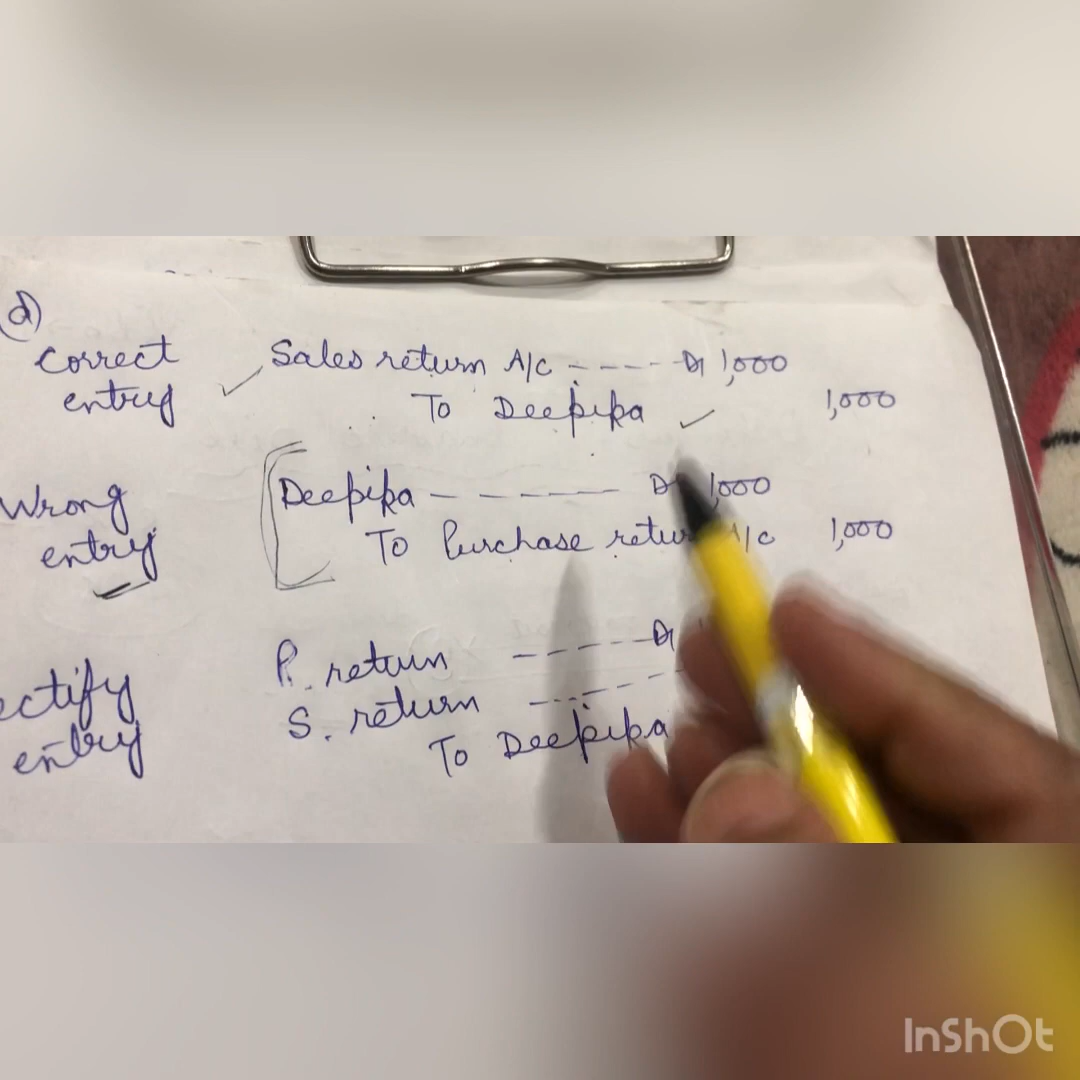 (d)
Correct entry Sales return A/c ---- Dr 1,000
To Deepika 1,000
Wrong entry Deepika ------ Dr 1,000
To Purchase return A/c 1,000
ectify entry P. return ------ Dr
S. return ------
To Deepika
InShOt